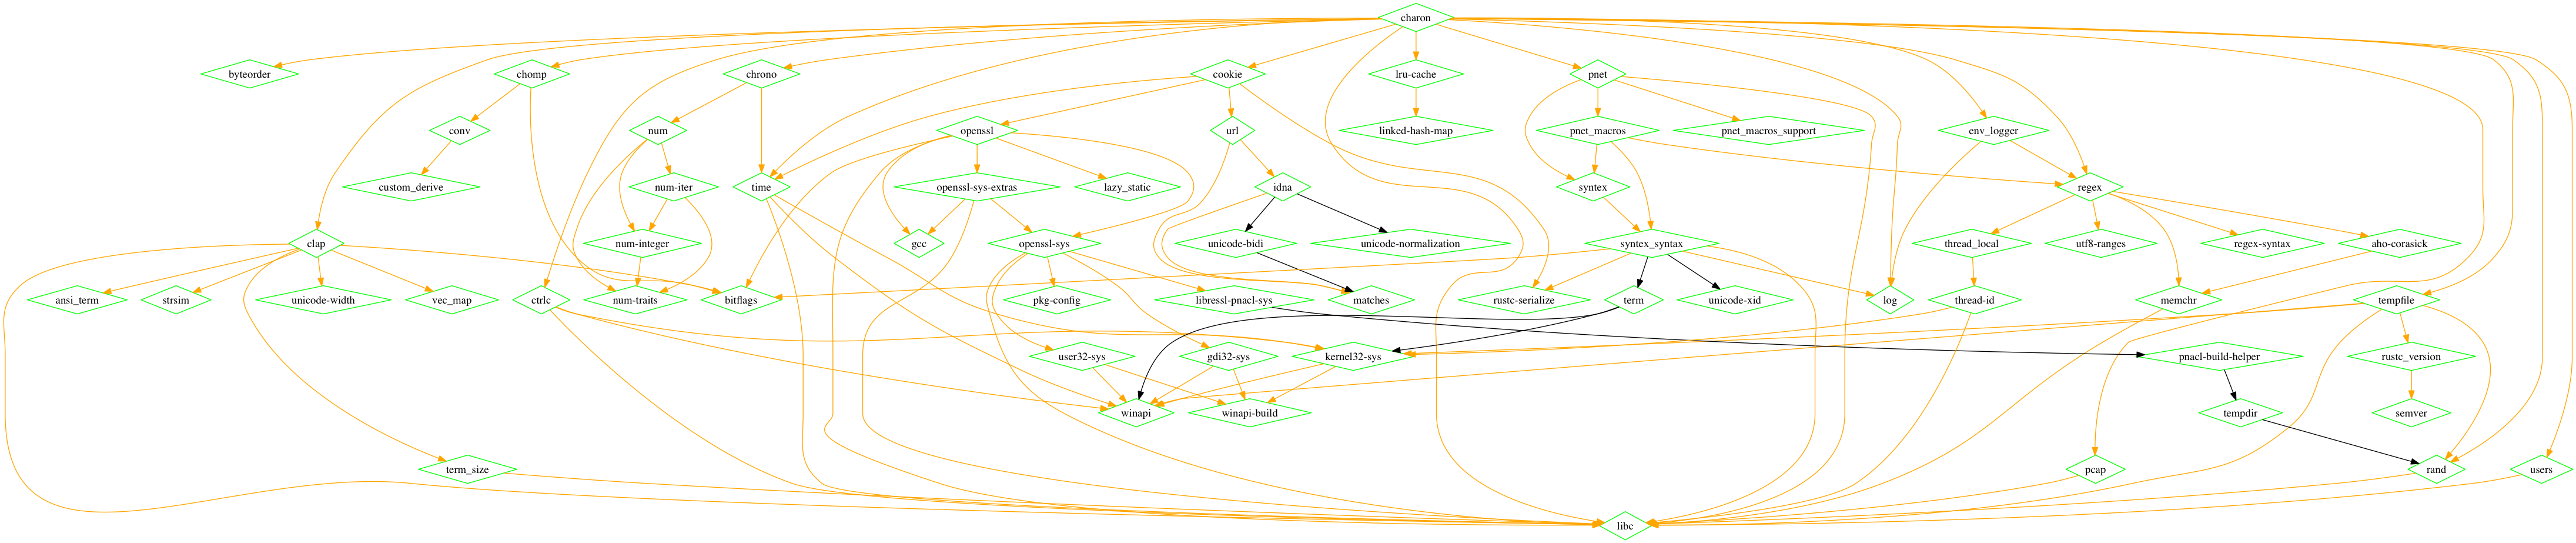 charon
byteorder
chomp
chrono
cookie
lru-cache
pnet
conv
num
openssl
url
linked-hash-map
pnet_macros
pnet_macros_support
env_logger
custom_derive
num-iter
time
openssl-sys-extras
lazy_static
idna
syntex
regex
clap
num-integer
gcc
openssl-sys
unicode-bidi
unicode-normalization
syntex_syntax
thread_local
utf8-ranges
regex-syntax
aho-corasick
ansi_term
strsim
unicode-width
vec_map
ctrlc
num-traits
bitflags
pkg-config
libressl-pnacl-sys
matches
rustc-serialize
term
unicode-xid
log
thread-id
memchr
tempfile
user32-sys
gdi32-sys
kernel32-sys
pnacl-build-helper
rustc_version
winapi
winapi-build
tempdir
semver
term_size
pcap
rand
users
libc